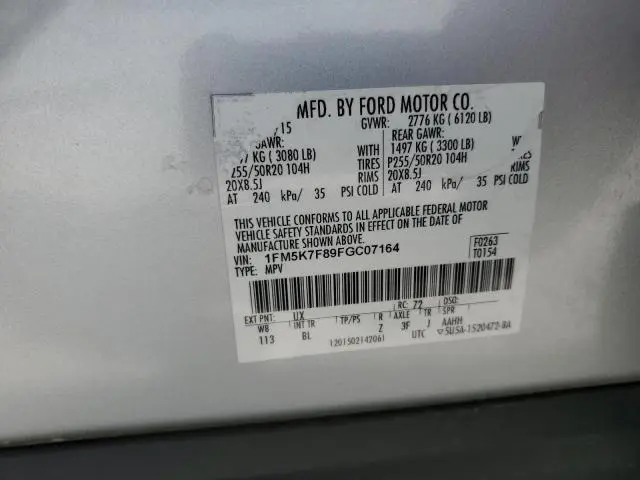 MFD. BY FORD MOTOR CO.
/15 GVWR: 2776 KG ( 6120 LB)
GAWR: REAR GAWR:
7 KG ( 3080 LB) WITH 1497 KG ( 3300 LB)
P255/50R20 104H TIRES P255/50R20 104H
20X8.5J RIMS 20X8.5J
AT 240 kPa/ 35 PSI COLD AT 240 kPa/ 35 PSI COLD
THIS VEHICLE CONFORMS TO ALL APPLICABLE FEDERAL MOTOR
VEHICLE SAFETY STANDARDS IN EFFECT ON THE DATE OF
MANUFACTURE SHOWN ABOVE.
VIN: 1FM5K7F89FGC07164 F0263
TYPE: MPV T0154
EXT PNT: UX RC: 72 DSO:
WB INT TR TP/PS R AXLE TR SPR
113 BL Z 3F J AAHH
1201502142061 UTC 5U5A-1520472-BA